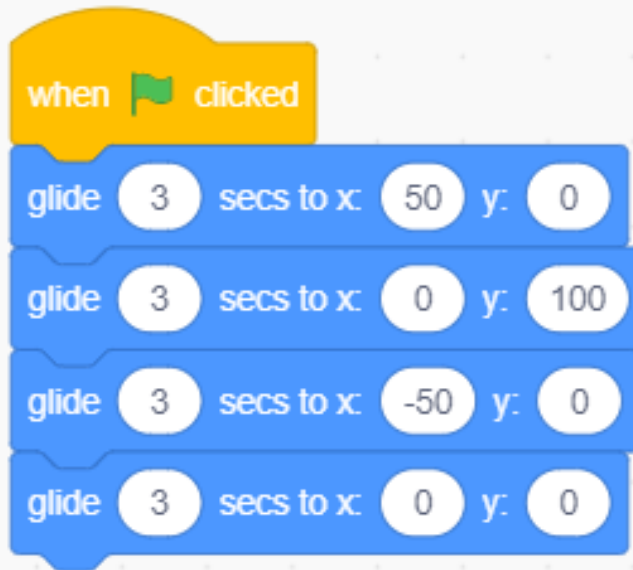 when clicked
glide 3 secs to x: 50 y: 0
glide 3 secs to x: 0 y: 100
glide 3 secs to x: -50 y: 0
glide 3 secs to x: 0 y: 0